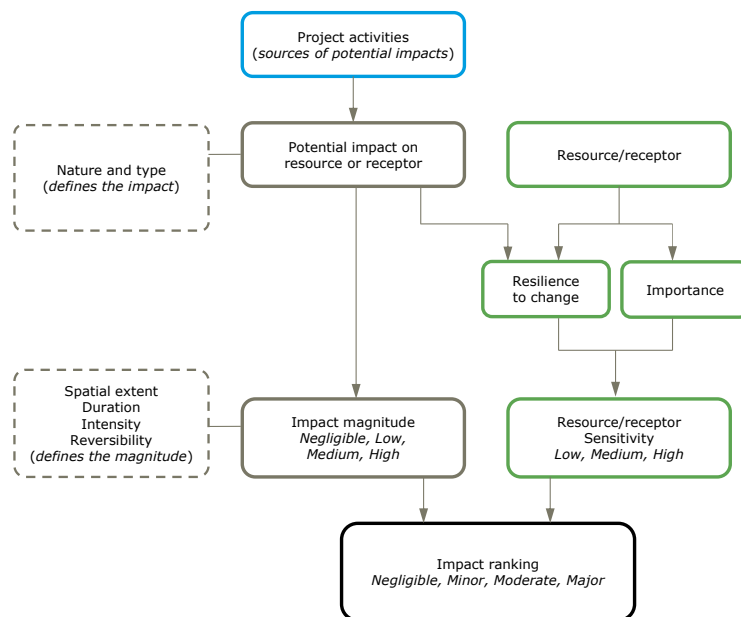 Project activities
(sources of potential impacts)
Nature and type
(defines the impact)
Potential impact on
resource or receptor
Resource/receptor
Resilience
to change
Importance
Spatial extent
Duration
Intensity
Reversibility
(defines the magnitude)
Impact magnitude
Negligible, Low,
Medium, High
Resource/receptor
Sensitivity
Low, Medium, High
Impact ranking
Negligible, Minor, Moderate, Major